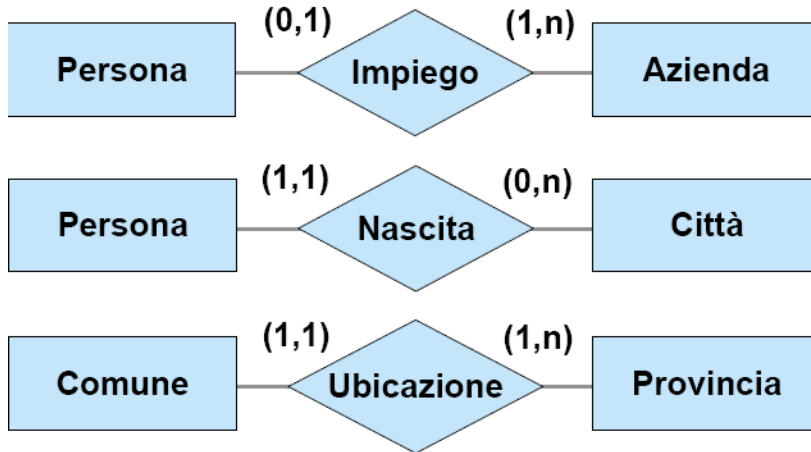 (0,1) (1,n)
Persona Impiego Azienda
(1,1) (0,n)
Persona Nascita Città
(1,1) (1,n)
Comune Ubicazione Provincia